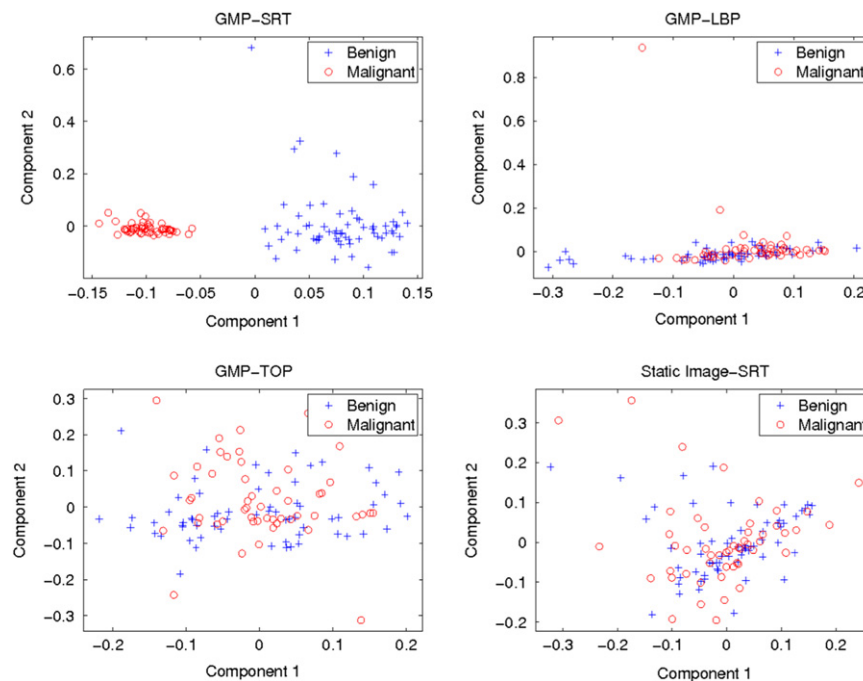 GMP-SRT
Benign
Malignant
Component 2
0.6
0.4
0.2
0
−0.15 −0.1 −0.05 0 0.05 0.1 0.15
Component 1
GMP-LBP
Benign
Malignant
Component 2
0.8
0.6
0.4
0.2
0
−0.3 −0.2 −0.1 0 0.1 0.2
Component 1
GMP-TOP
Benign
Malignant
Component 2
0.3
0.2
0.1
0
−0.1
−0.2
−0.3
−0.2 −0.1 0 0.1 0.2
Component 1
Static Image-SRT
Benign
Malignant
Component 2
0.3
0.2
0.1
0
−0.1
−0.2
−0.3 −0.2 −0.1 0 0.1 0.2
Component 1